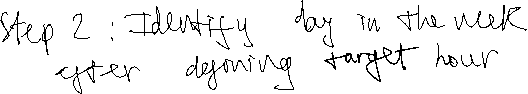 Step 2 : Identify day in the week
after defining target hour